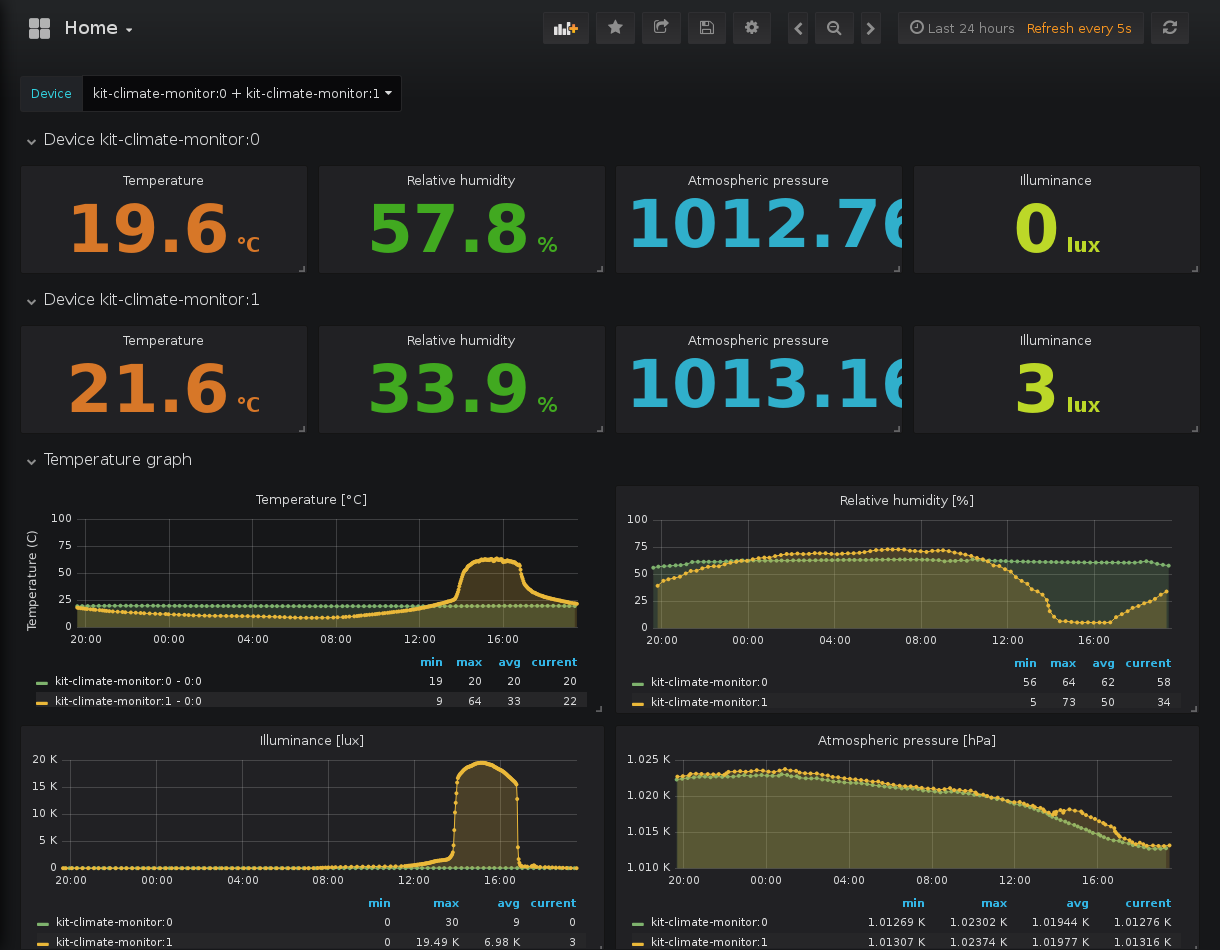 Home
Last 24 hours Refresh every 5s
Device kit-climate-monitor:0 + kit-climate-monitor:1
Device kit-climate-monitor:0
Temperature Relative humidity Atmospheric pressure Illuminance
19.6 °C 57.8 % 1012.76 0 lux
Device kit-climate-monitor:1
Temperature Relative humidity Atmospheric pressure Illuminance
21.6 °C 33.9 % 1013.16 3 lux
Temperature graph
Temperature [°C]
Temperature (C)
100
75
50
25
0
20:00 00:00 04:00 08:00 12:00 16:00
min max avg current
kit-climate-monitor:0 - 0:0 19 20 20 20
kit-climate-monitor:1 - 0:0 9 64 33 22
Relative humidity [%]
100
75
50
25
0
20:00 00:00 04:00 08:00 12:00 16:00
min max avg current
kit-climate-monitor:0 56 64 62 58
kit-climate-monitor:1 5 73 50 34
Illuminance [lux]
20 K
15 K
10 K
5 K
0
20:00 00:00 04:00 08:00 12:00 16:00
min max avg current
kit-climate-monitor:0 0 30 9 0
kit-climate-monitor:1 0 19.49 K 6.98 K 3
Atmospheric pressure [hPa]
1.025 K
1.020 K
1.015 K
1.010 K
20:00 00:00 04:00 08:00 12:00 16:00
min max avg current
kit-climate-monitor:0 1.01269 K 1.02302 K 1.01944 K 1.01276 K
kit-climate-monitor:1 1.01307 K 1.02374 K 1.01977 K 1.01316 K